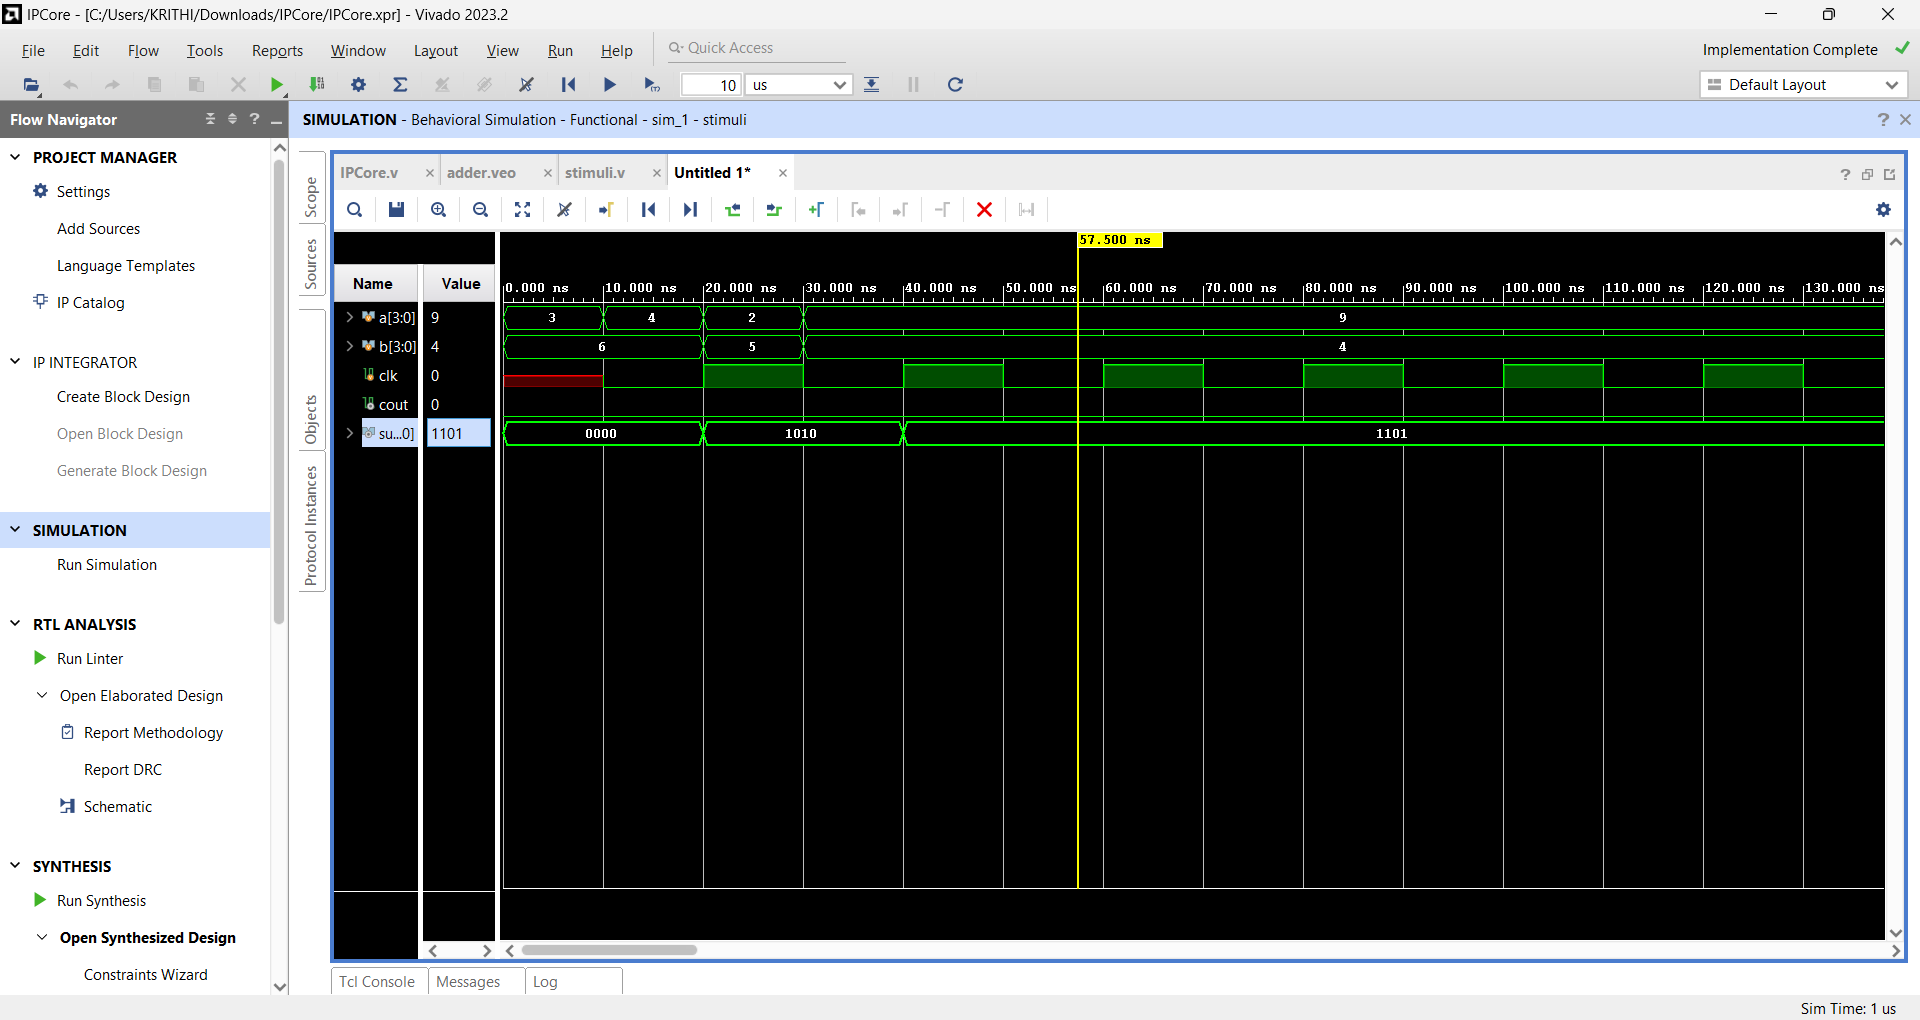 IPCore - [C:/Users/KRITHI/Downloads/IPCore/IPCore.xpr] - Vivado 2023.2
File Edit Flow Tools Reports Window Layout View Run Help Quick Access
Implementation Complete
10 us
Default Layout
Flow Navigator
SIMULATION - Behavioral Simulation - Functional - sim_1 - stimuli
PROJECT MANAGER
Settings
Add Sources
Language Templates
IP Catalog
IP INTEGRATOR
Create Block Design
Open Block Design
Generate Block Design
SIMULATION
Run Simulation
RTL ANALYSIS
Run Linter
Open Elaborated Design
Report Methodology
Report DRC
Schematic
SYNTHESIS
Run Synthesis
Open Synthesized Design
Constraints Wizard
Scope
Sources
Objects
Protocol Instances
IPCore.v adder.veo stimuli.v Untitled 1*
57.500 ns
Name Value
0.000 ns 10.000 ns 20.000 ns 30.000 ns 40.000 ns 50.000 ns 60.000 ns 70.000 ns 80.000 ns 90.000 ns 100.000 ns 110.000 ns 120.000 ns 130.000 ns
a[3:0] 9 3 4 2 9
b[3:0] 4 6 5 4
clk 0
cout 0
su...0] 1101 0000 1010 1101
Tcl Console Messages Log
Sim Time: 1 us